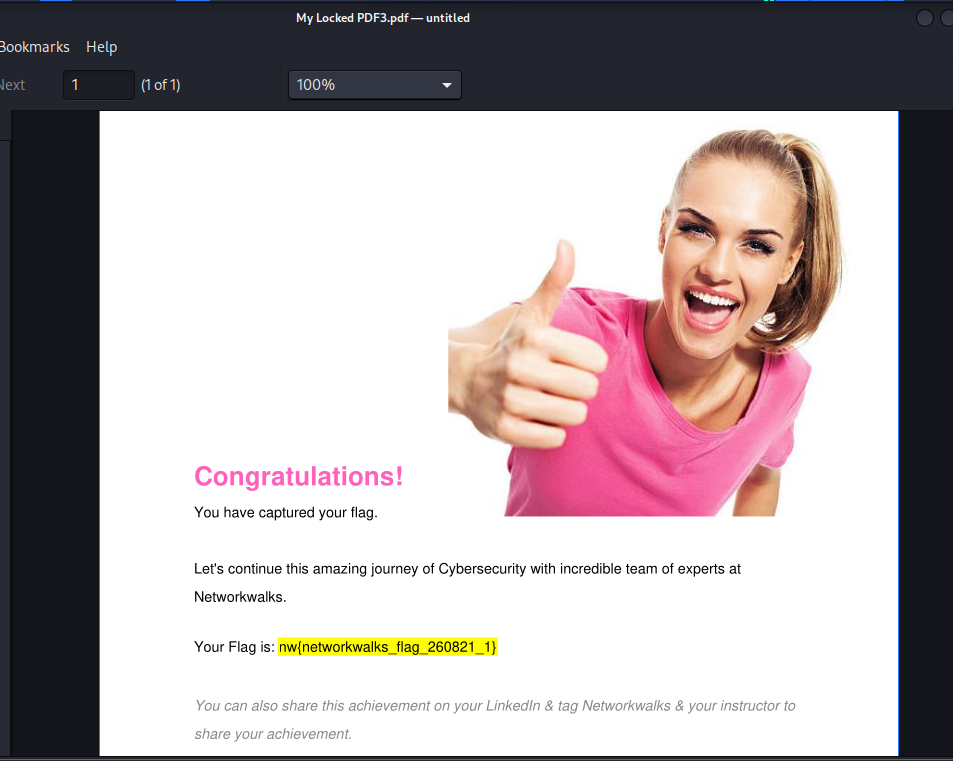 My Locked PDF3.pdf — untitled
Bookmarks Help
Next 1 (1 of 1) 100%
Congratulations!
You have captured your flag.
Let's continue this amazing journey of Cybersecurity with incredible team of experts at
Networkwalks.
Your Flag is: nw{networkwalks_flag_260821_1}
You can also share this achievement on your LinkedIn & tag Networkwalks & your instructor to
share your achievement.